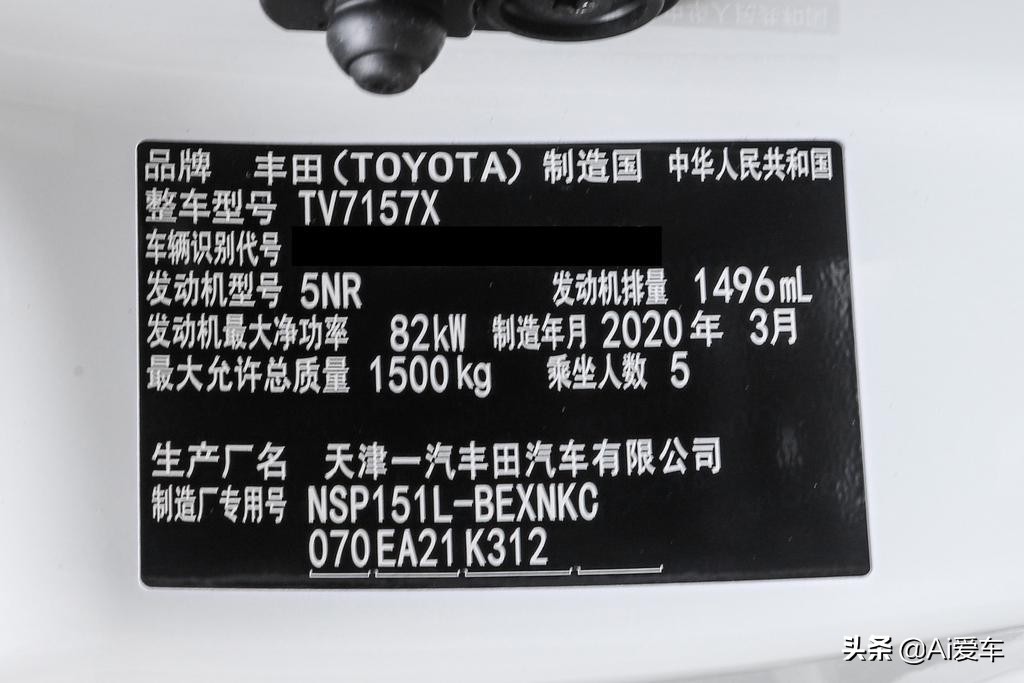 品牌 丰田(TOYOTA) 制造国 中华人民共和国
整车型号 TV7157X
车辆识别代号
发动机型号 5NR 发动机排量 1496mL
发动机最大净功率 82kW 制造年月 2020年 3月
最大允许总质量 1500kg 乘坐人数 5
生产厂名 天津一汽丰田汽车有限公司
制造厂专用号 NSP151L-BEXNKC
070EA21K312
头条 @Ai爱车